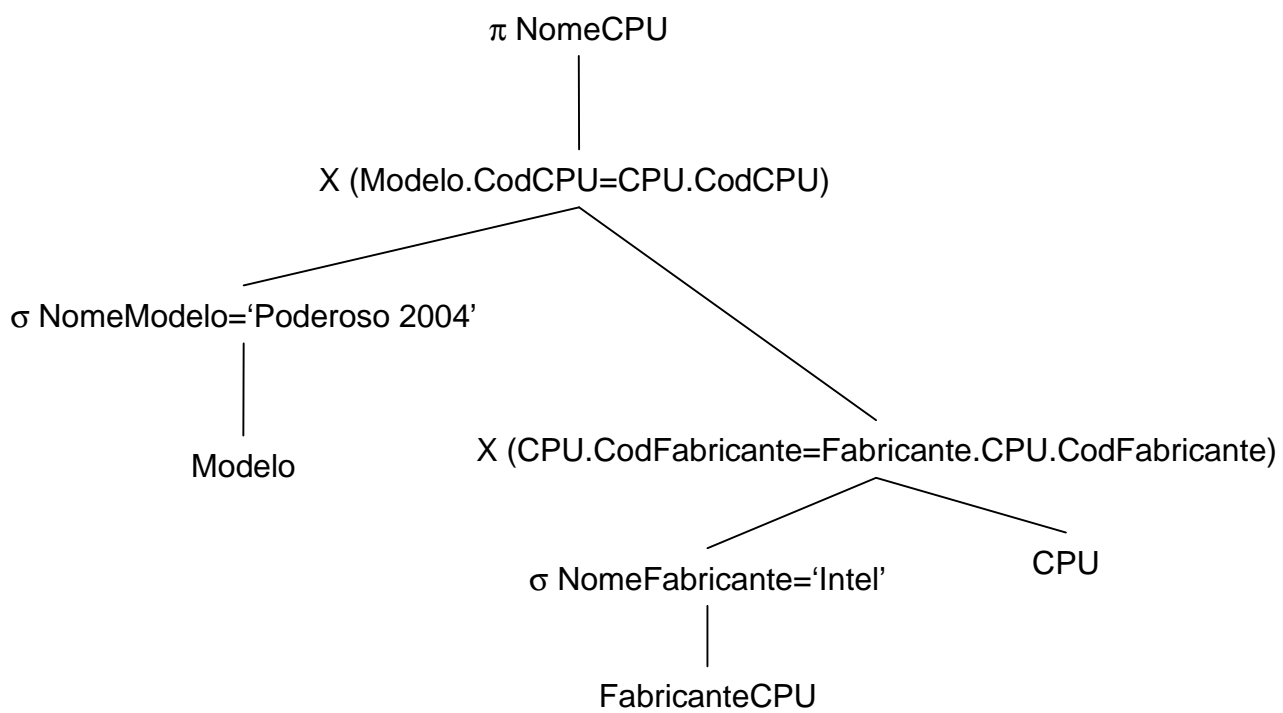 π NomeCPU
X (Modelo.CodCPU=CPU.CodCPU)
σ NomeModelo=‘Poderoso 2004’
Modelo
X (CPU.CodFabricante=Fabricante.CPU.CodFabricante)
σ NomeFabricante=‘Intel’
CPU
FabricanteCPU